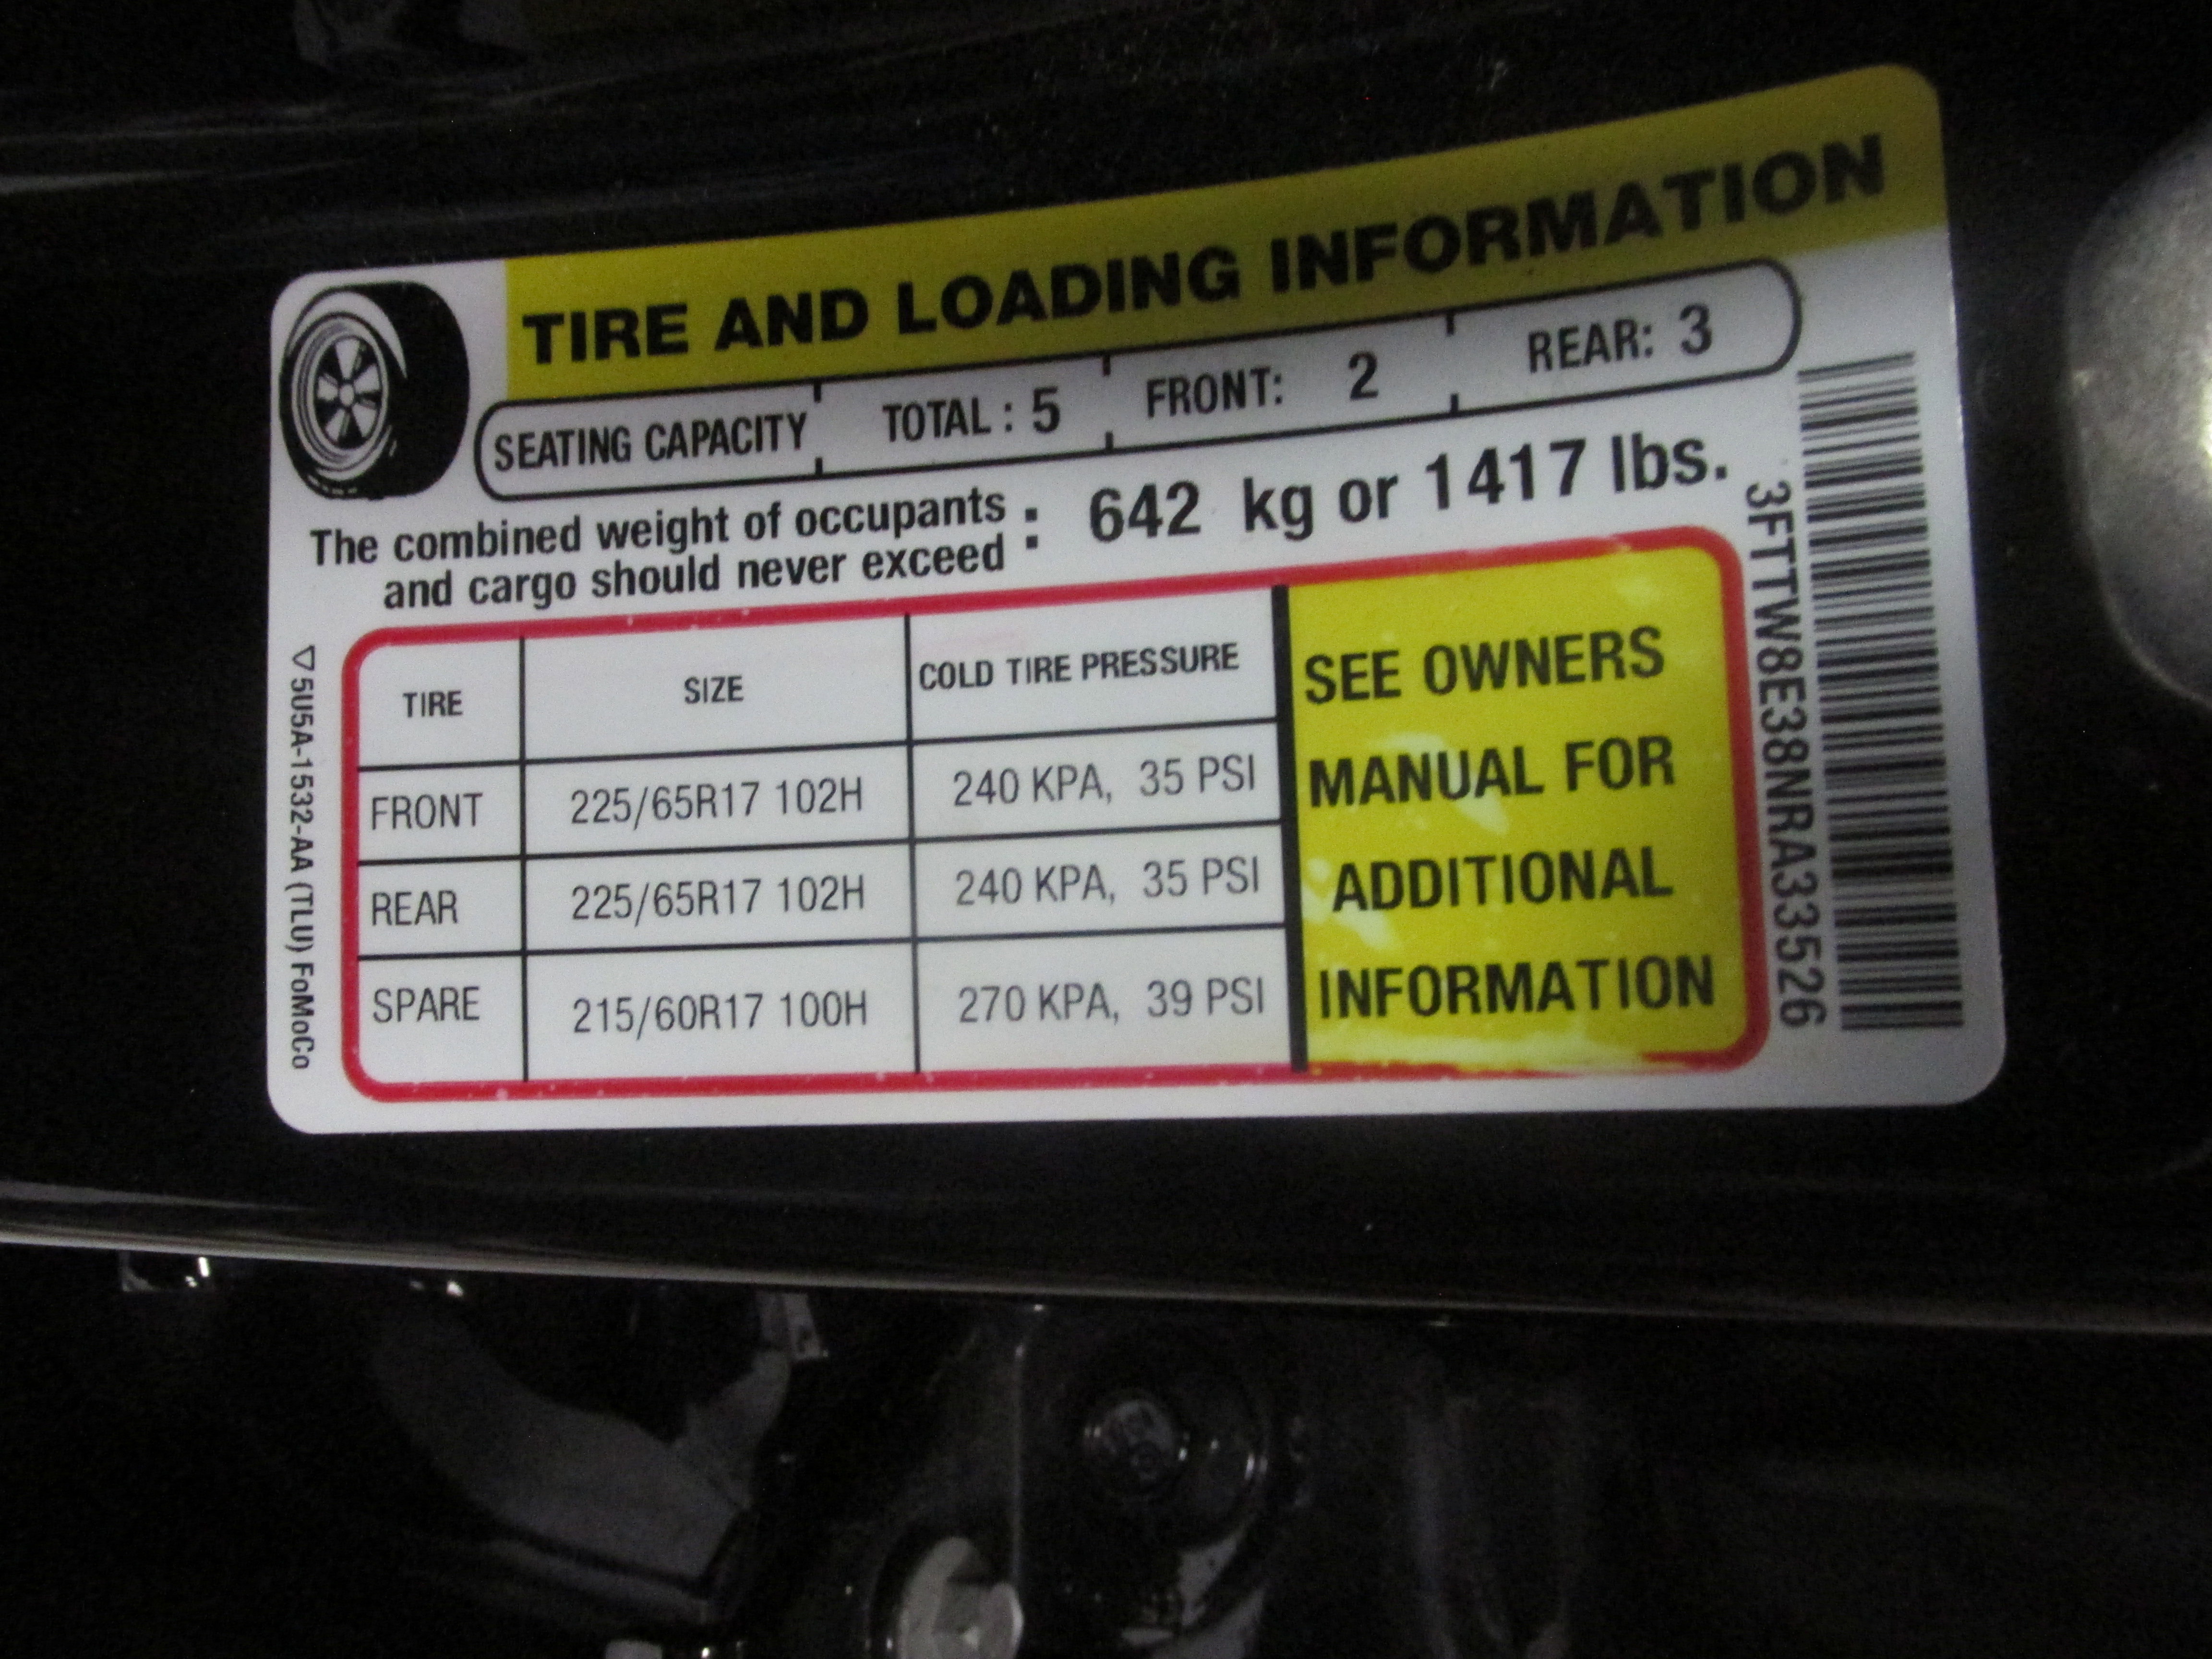 TIRE AND LOADING INFORMATION
SEATING CAPACITY TOTAL : 5 FRONT: 2 REAR: 3
The combined weight of occupants
and cargo should never exceed : 642 kg or 1417 lbs.
TIRE SIZE COLD TIRE PRESSURE
FRONT 225/65R17 102H 240 KPA, 35 PSI
REAR 225/65R17 102H 240 KPA, 35 PSI
SPARE 215/60R17 100H 270 KPA, 39 PSI
SEE OWNERS
MANUAL FOR
ADDITIONAL
INFORMATION
3FTTW8E38NRA33526
5U5A-1532-AA (TLU) FoMoCo